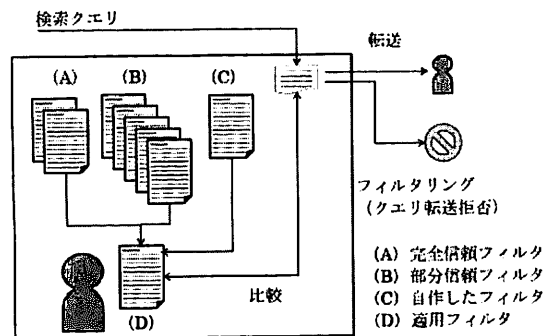 検索クエリ
転送
(A) (B) (C)
フィルタリング
(クエリ転送拒否)
比較
(D)
(A) 完全信頼フィルタ
(B) 部分信頼フィルタ
(C) 自作したフィルタ
(D) 適用フィルタ